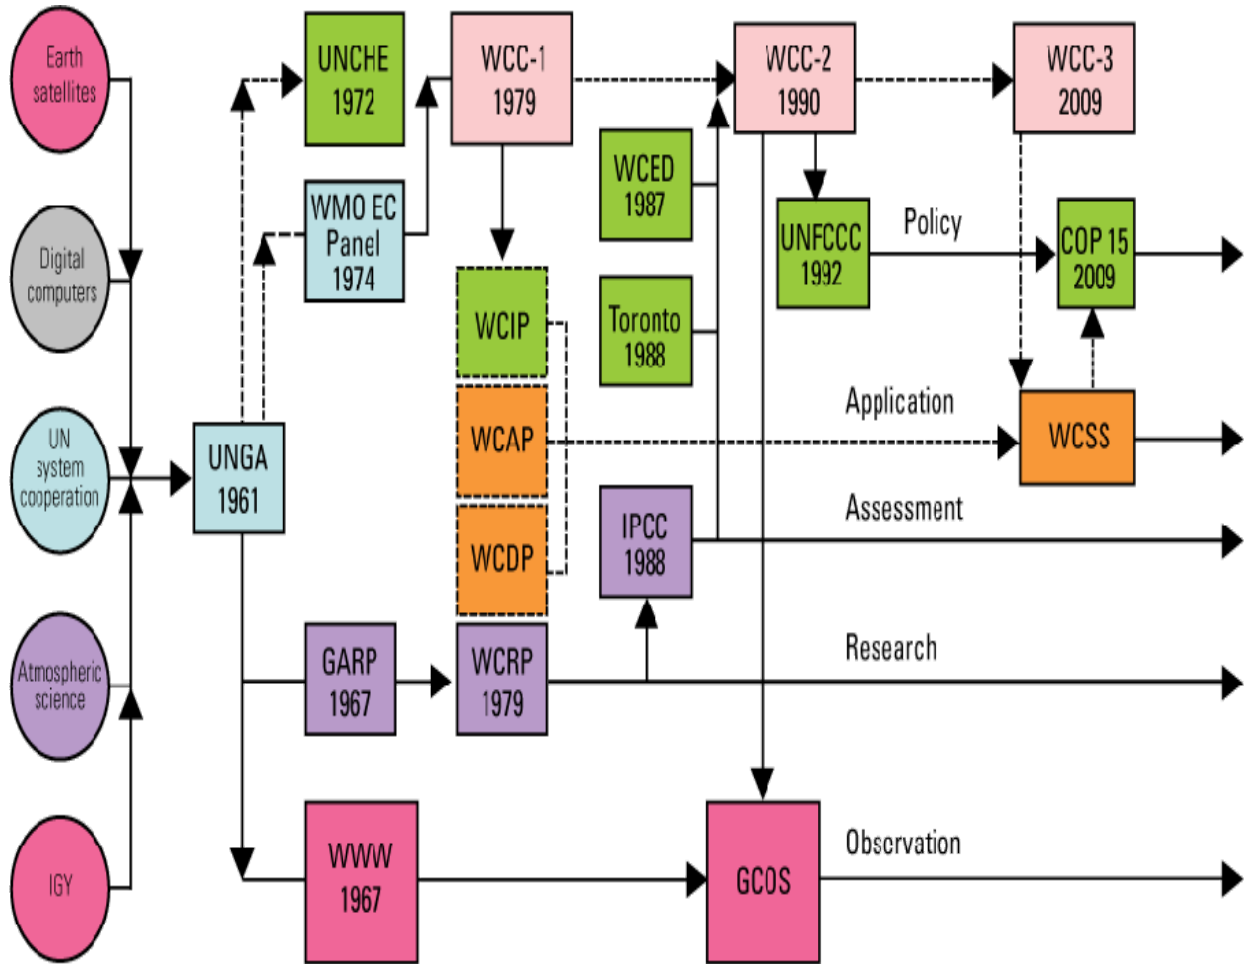 Earth
satellites
Digital
computers
UN
system
cooperation
Atmospheric
science
IGY
UNGA
1961
UNCHE
1972
WMO EC
Panel
1974
GARP
1967
WWW
1967
WCC-1
1979
WCIP
WCAP
WCDP
WCRP
1979
WCED
1987
Toronto
1988
IPCC
1988
WCC-2
1990
UNFCCC
1992
GCOS
WCC-3
2009
Policy
COP 15
2009
Application
WCSS
Assessment
Research
Observation